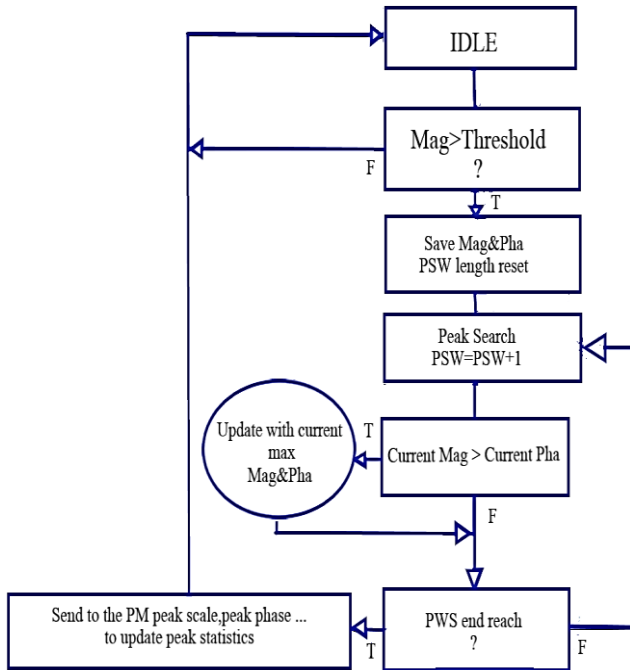 IDLE
Mag>Threshold
?
F
T
Save Mag&Pha
PSW length reset
Peak Search
PSW=PSW+1
Update with current
max
Mag&Pha
T
Current Mag > Current Pha
F
Send to the PM peak scale,peak phase ...
to update peak statistics
T
PWS end reach
?
F